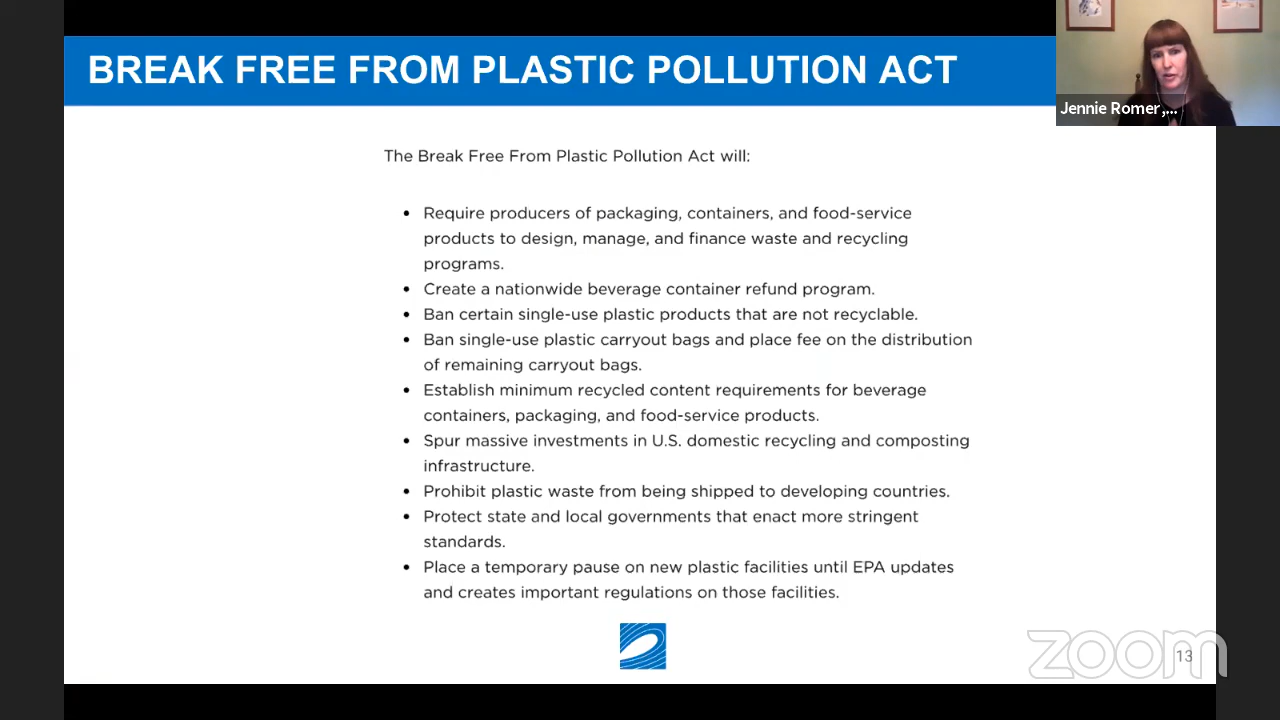 BREAK FREE FROM PLASTIC POLLUTION ACT
Jennie Romer,...
The Break Free From Plastic Pollution Act will:
• Require producers of packaging, containers, and food-service
products to design, manage, and finance waste and recycling
programs.
• Create a nationwide beverage container refund program.
• Ban certain single-use plastic products that are not recyclable.
• Ban single-use plastic carryout bags and place fee on the distribution
of remaining carryout bags.
• Establish minimum recycled content requirements for beverage
containers, packaging, and food-service products.
• Spur massive investments in U.S. domestic recycling and composting
infrastructure.
• Prohibit plastic waste from being shipped to developing countries.
• Protect state and local governments that enact more stringent
standards.
• Place a temporary pause on new plastic facilities until EPA updates
and creates important regulations on those facilities.
zoom
13